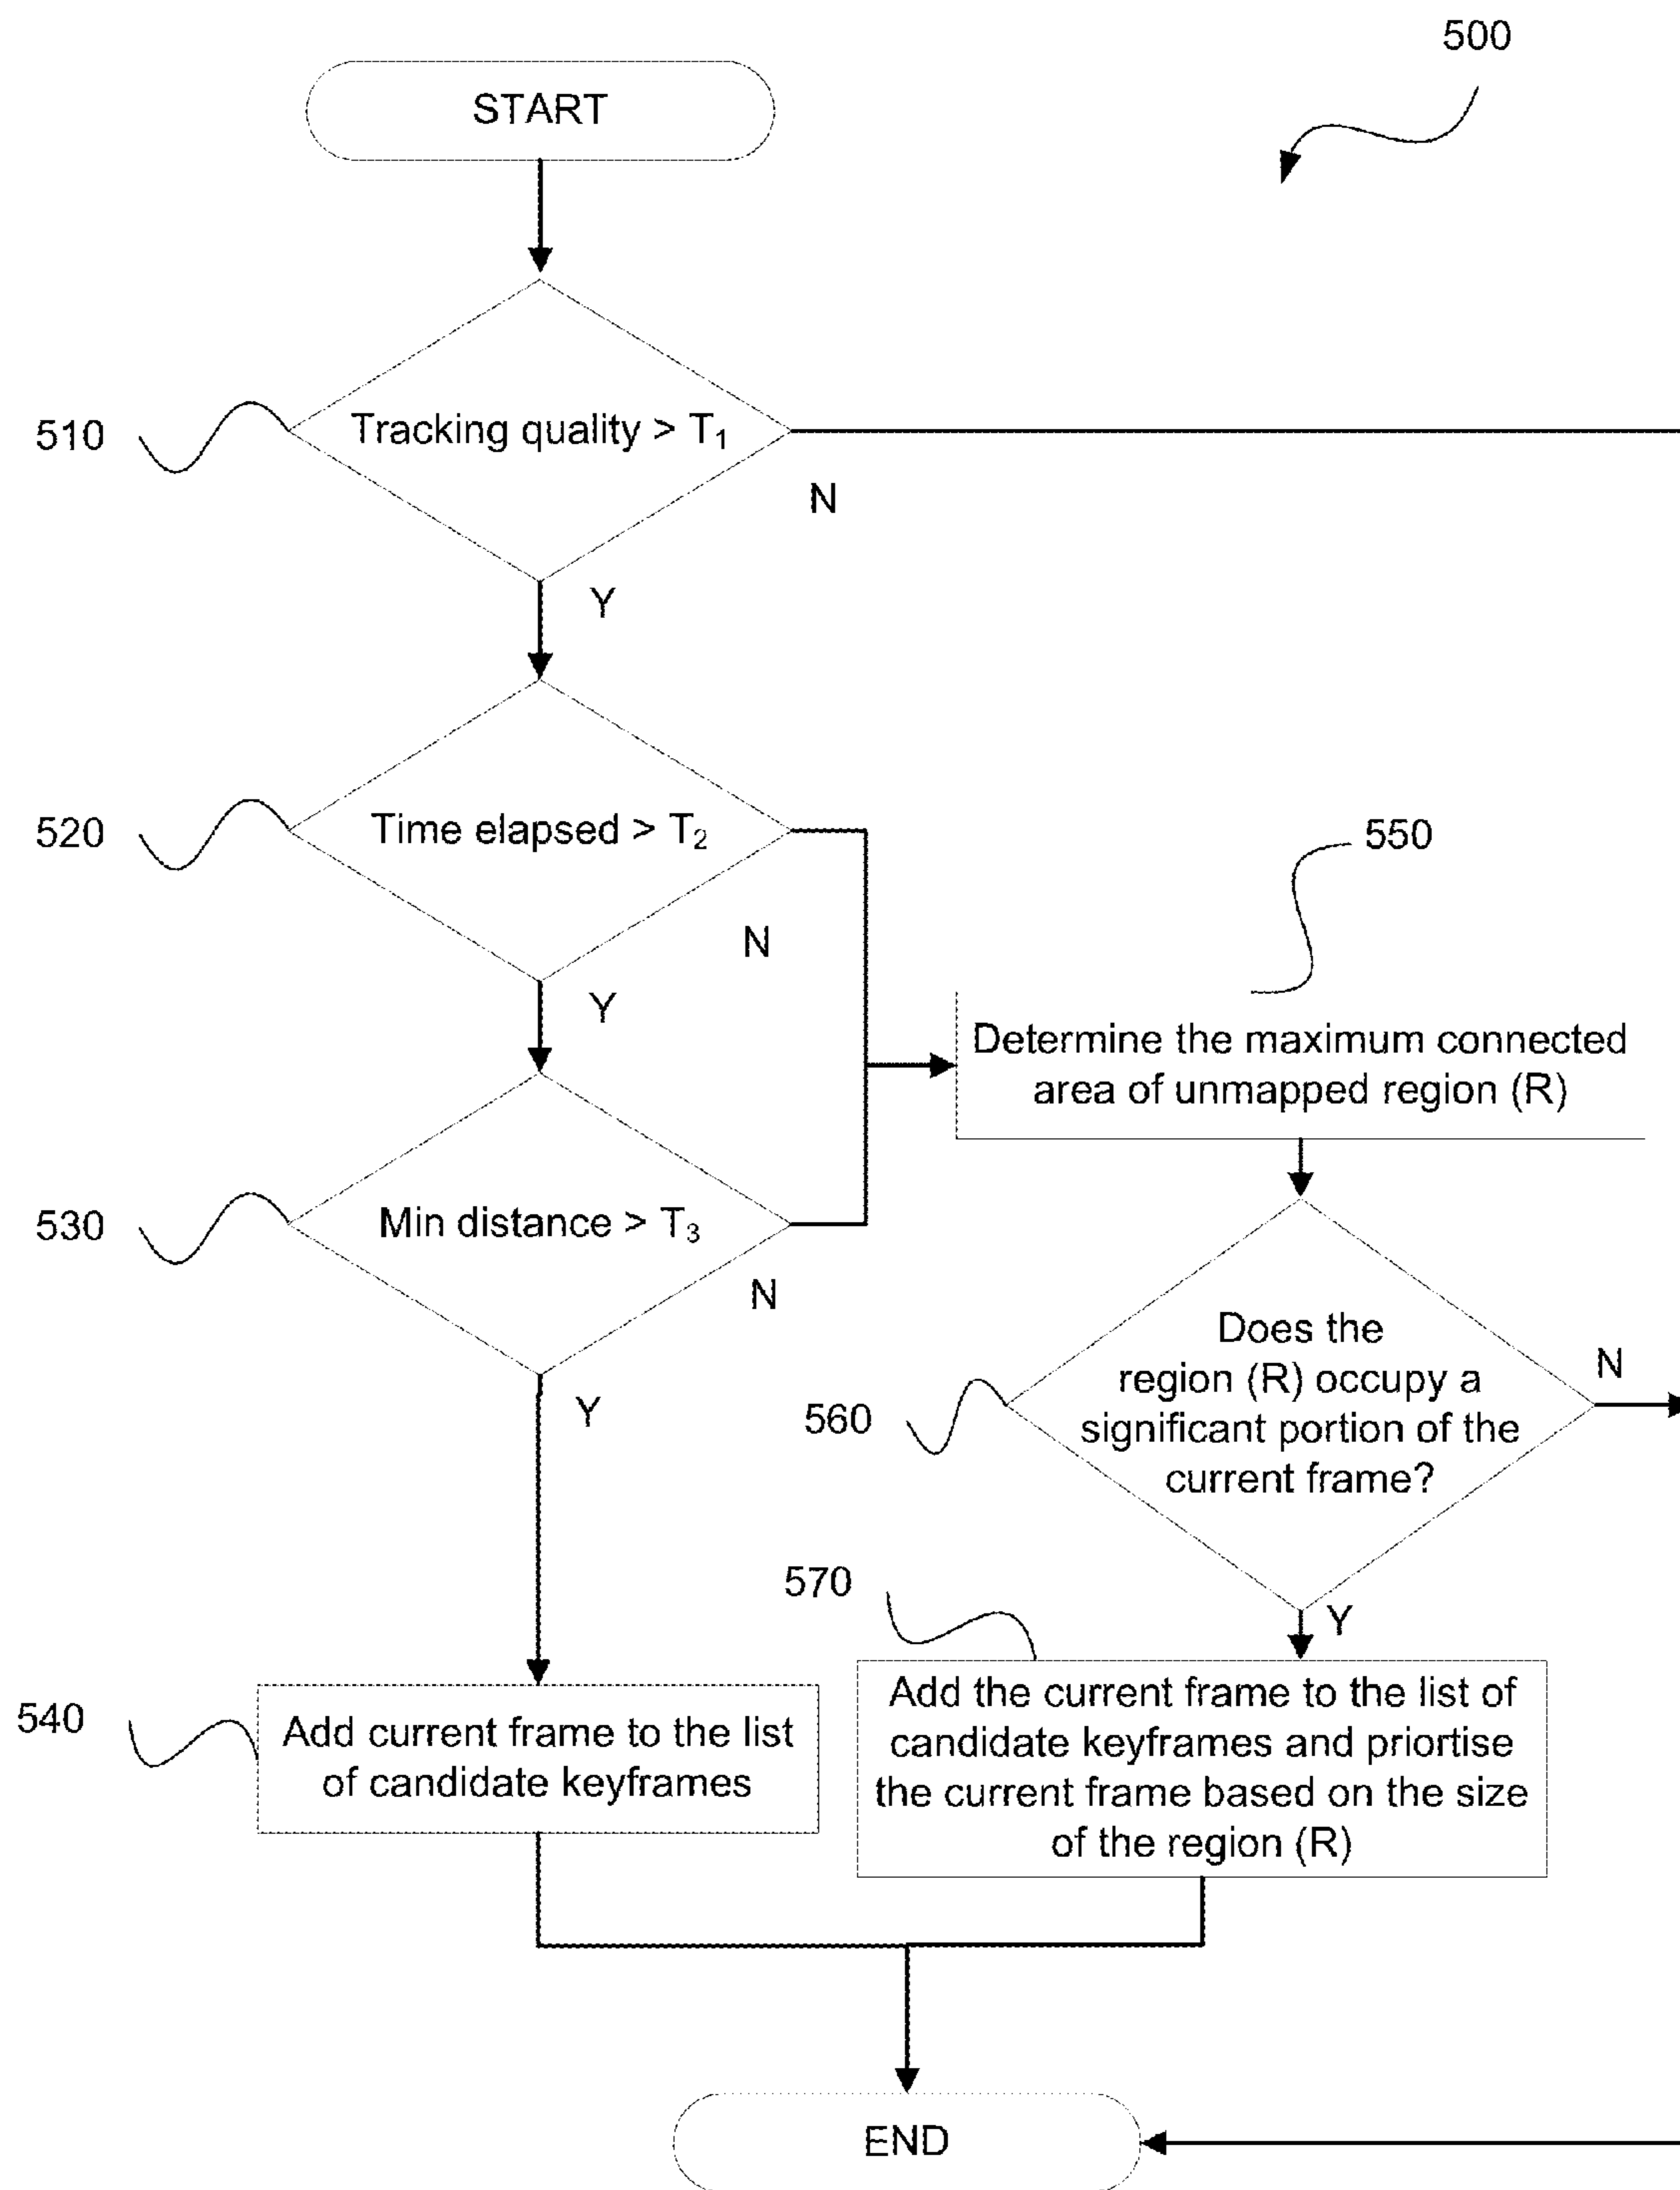 500
START
510
Tracking quality > T₁
N
Y
520
Time elapsed > T₂
N
Y
550
Determine the maximum connected
area of unmapped region (R)
530
Min distance > T₃
N
Y
560
Does the
region (R) occupy a
significant portion of the
current frame?
N
Y
540
Add current frame to the list
of candidate keyframes
570
Add the current frame to the list of
candidate keyframes and priortise
the current frame based on the size
of the region (R)
END